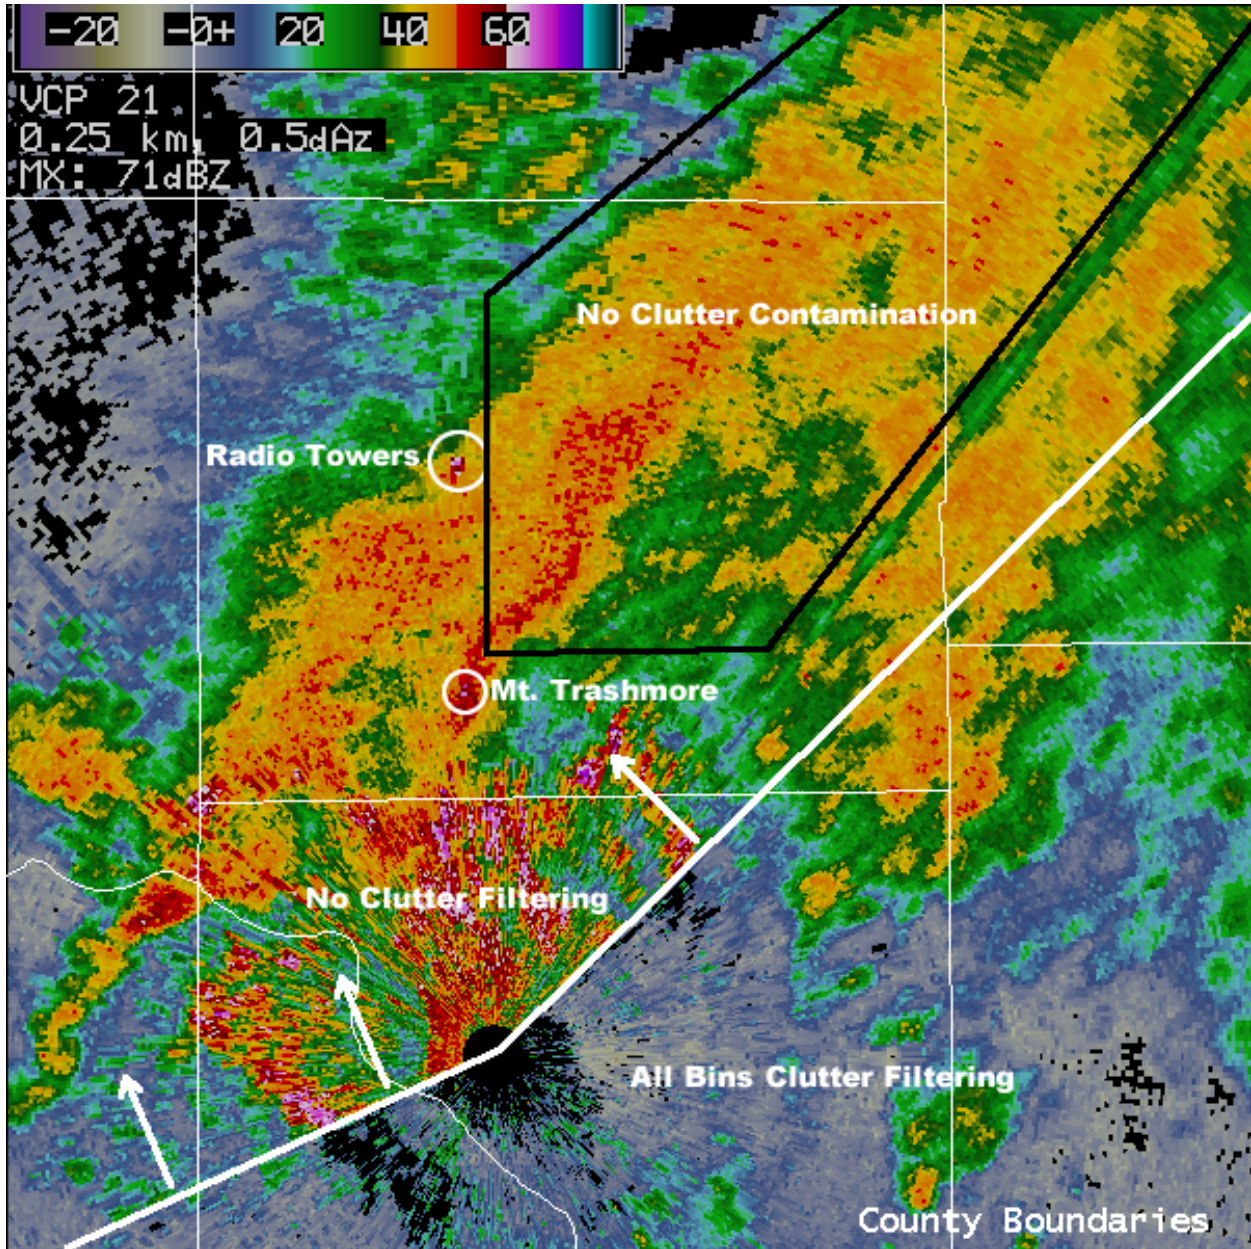 -20 -0+ 20 40 60
VCP 21
0.25 km, 0.5dAz
MX: 71dBZ
No Clutter Contamination
Radio Towers
Mt. Trashmore
No Clutter Filtering
All Bins Clutter Filtering
County Boundaries